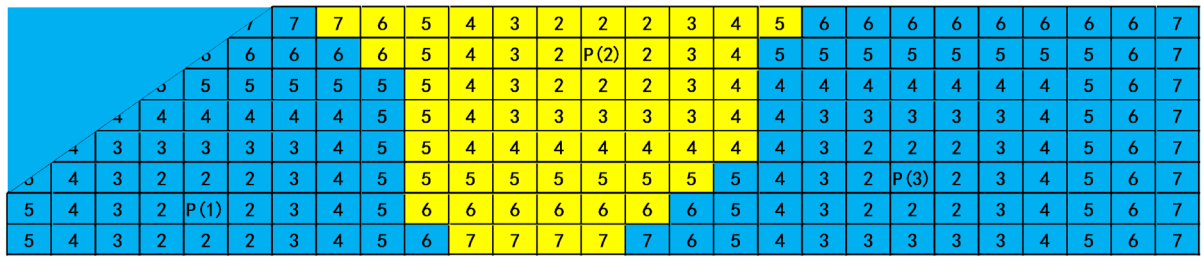 7 7 7 6 5 4 3 2 2 2 3 4 5 6 6 6 6 6 6 6 6 7
6 6 6 6 5 4 3 2 P(2) 2 3 4 5 5 5 5 5 5 5 5 6 7
5 5 5 5 5 5 4 3 2 2 2 3 4 4 4 4 4 4 4 4 5 6 7
4 4 4 4 4 4 5 5 4 3 3 3 3 3 4 4 3 3 3 3 3 4 5 6 7
4 3 3 3 3 3 4 5 5 4 4 4 4 4 4 4 4 3 2 2 2 3 4 5 6 7
4 3 2 2 2 3 4 5 5 5 5 5 5 5 5 5 4 3 2 P(3) 2 3 4 5 6 7
5 4 3 2 P(1) 2 3 4 5 6 6 6 6 6 6 6 5 4 3 2 2 2 3 4 5 6 7
5 4 3 2 2 2 3 4 5 6 7 7 7 7 7 6 5 4 3 3 3 3 3 4 5 6 7